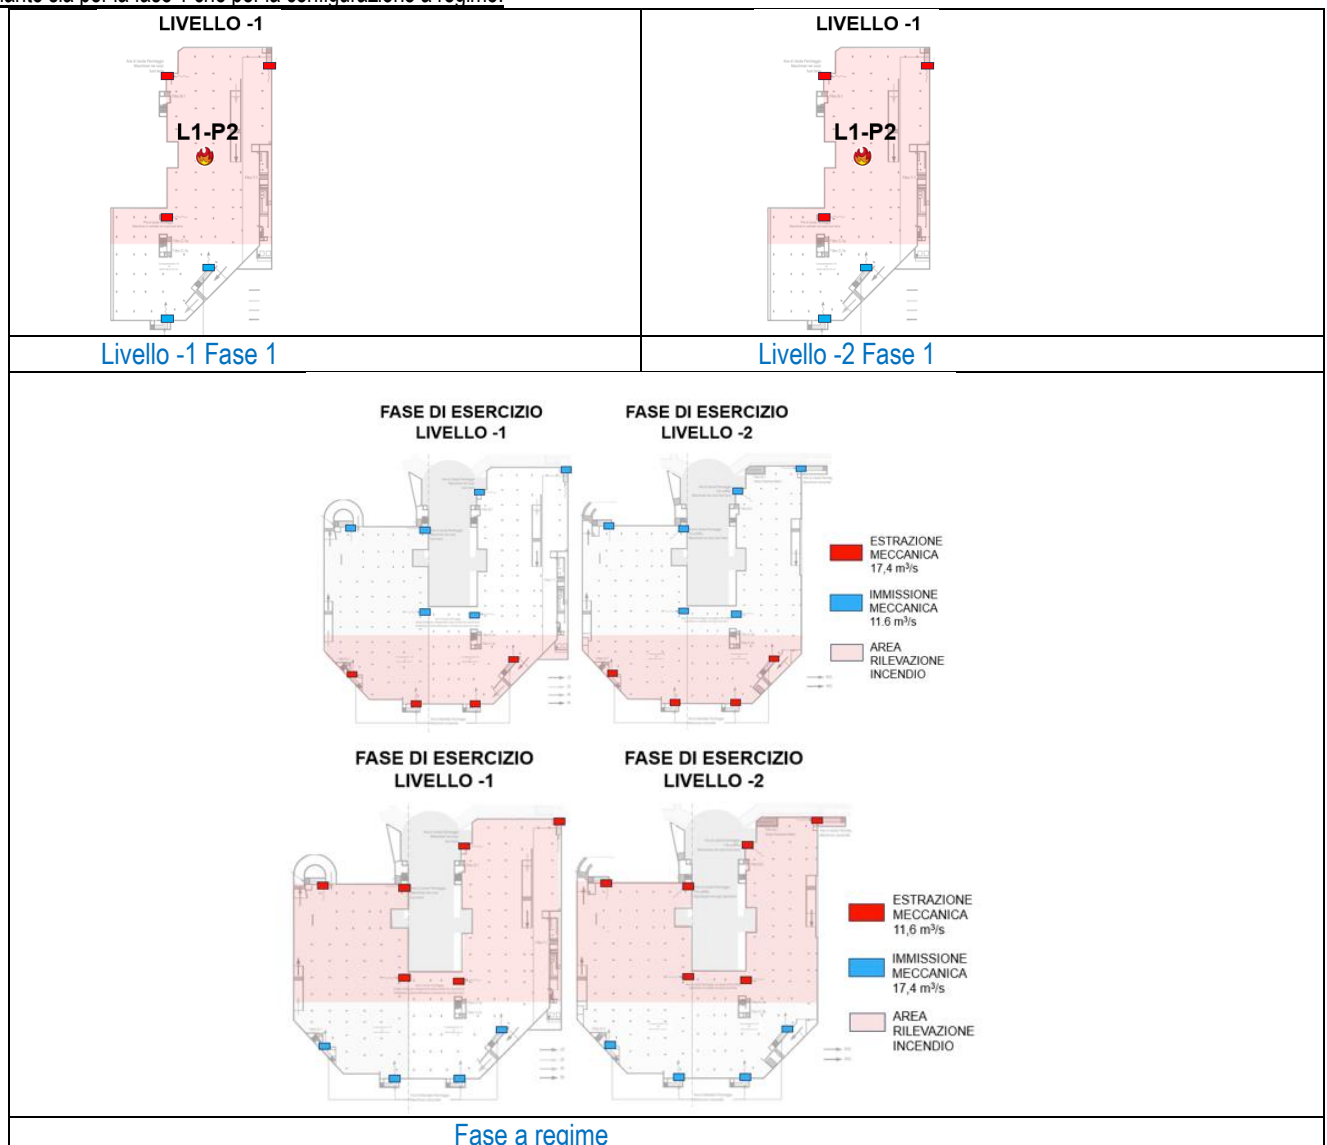 LIVELLO -1
L1-P2
LIVELLO -1
L1-P2
Livello -1 Fase 1
Livello -2 Fase 1
FASE DI ESERCIZIO
LIVELLO -1
FASE DI ESERCIZIO
LIVELLO -2
ESTRAZIONE
MECCANICA
17,4 m³/s
IMMISSIONE
MECCANICA
11.6 m³/s
AREA
RILEVAZIONE
INCENDIO
FASE DI ESERCIZIO
LIVELLO -1
FASE DI ESERCIZIO
LIVELLO -2
ESTRAZIONE
MECCANICA
11,6 m³/s
IMMISSIONE
MECCANICA
17,4 m³/s
AREA
RILEVAZIONE
INCENDIO
Fase a regime